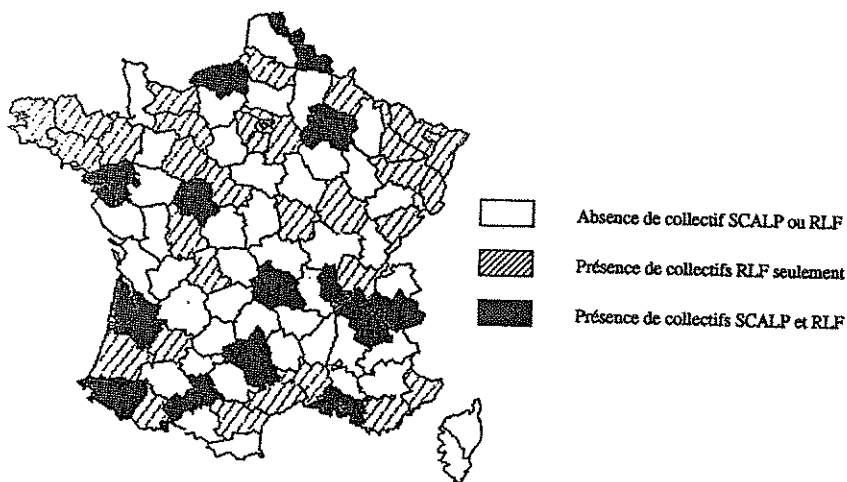 Absence de collectif SCALP ou RLF
Présence de collectifs RLF seulement
Présence de collectifs SCALP et RLF